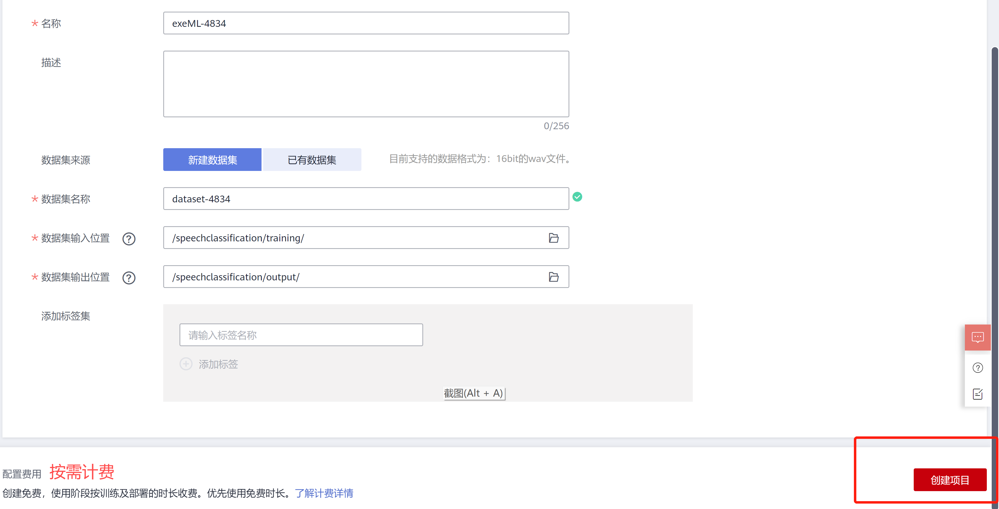 * 名称
exeML-4834
描述
0/256
数据集来源
新建数据集
已有数据集
目前支持的数据格式为：16bit的wav文件。
* 数据集名称
dataset-4834
* 数据集输入位置
/speechclassification/training/
* 数据集输出位置
/speechclassification/output/
添加标签集
请输入标签名称
添加标签
截图(Alt + A)
配置费用 按需计费
创建免费，使用阶段按训练及部署的时长收费。优先使用免费时长。了解计费详情
创建项目